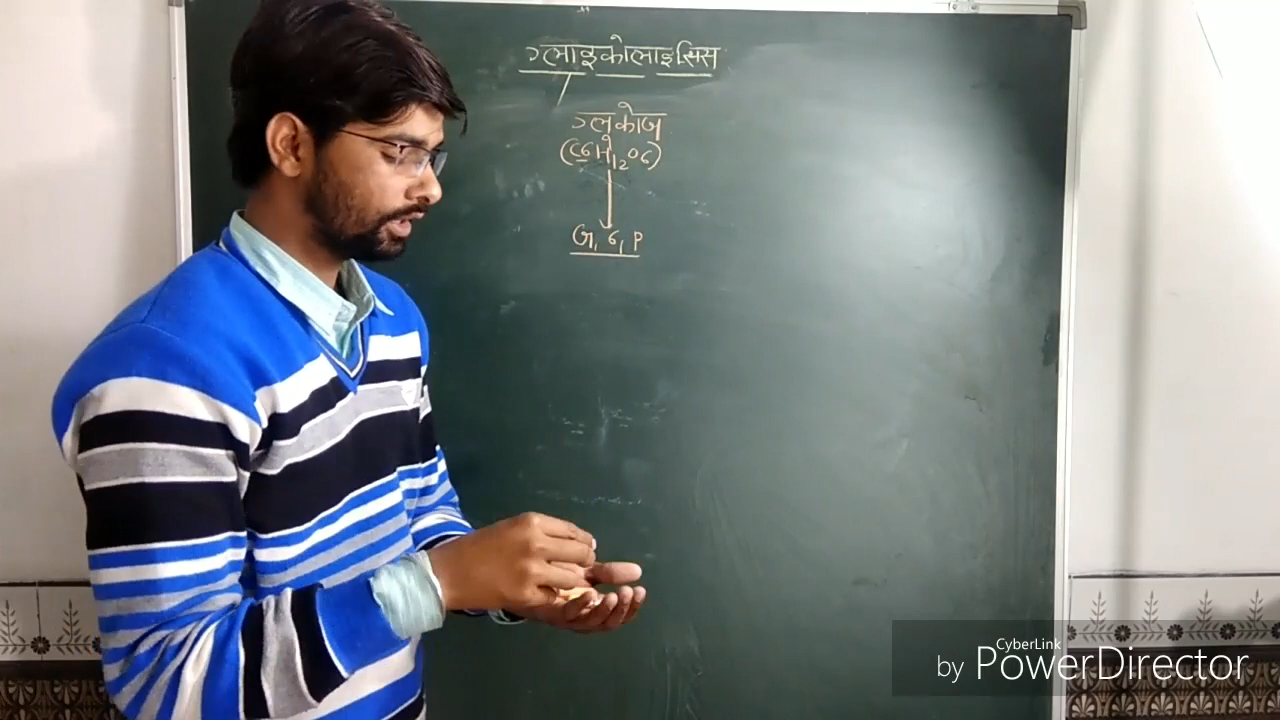 ग्लाइकोलाइसिस
ग्लूकोज
(C6H12O6)
G, 6, P
CyberLink
by PowerDirector